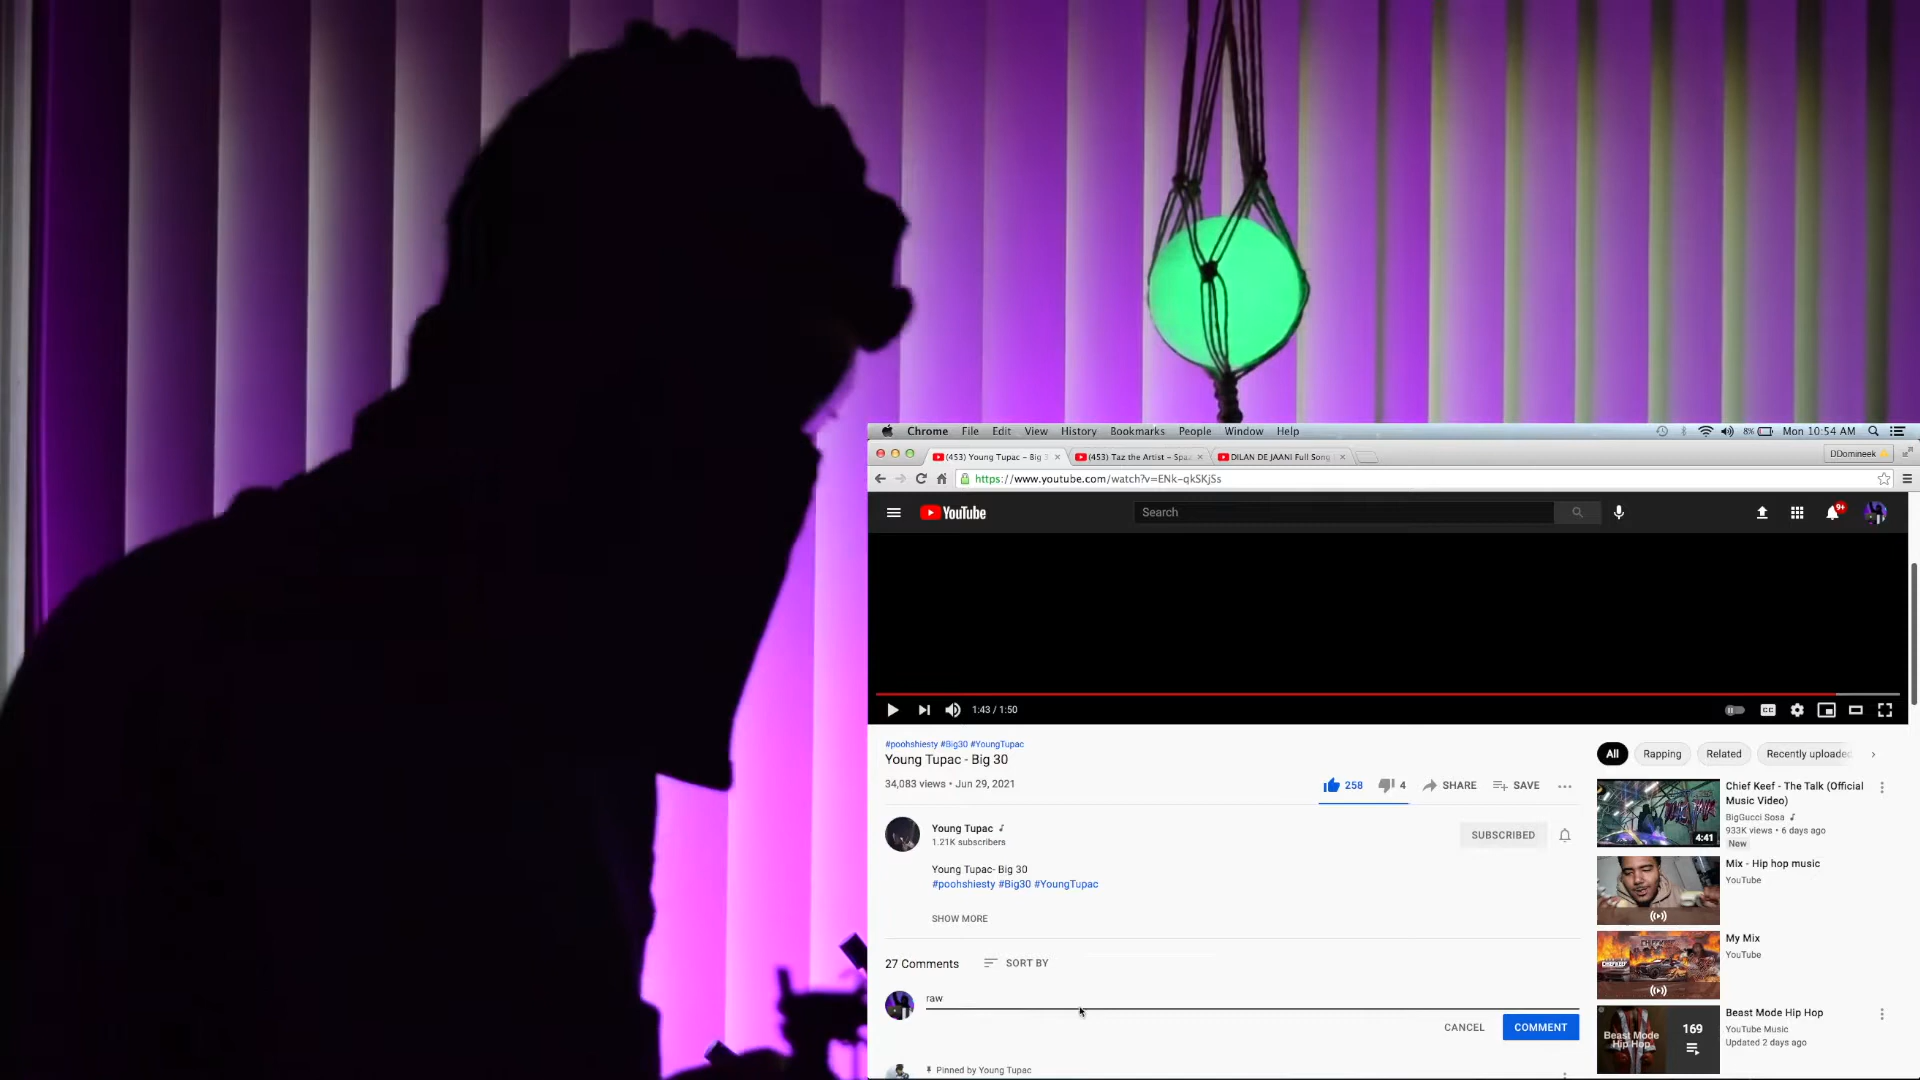 Chrome File Edit View History Bookmarks People Window Help
8% Mon 10:54 AM
(453) Young Tupac - Big 3
(453) Taz the Artist - Spa
DILAN DE JAANI Full Song
DDomineek
https://www.youtube.com/watch?v=ENk-qkSKjSs
YouTube
Search
9+
1:43 / 1:50
CC
#poohshiesty #Big30 #YoungTupac
Young Tupac - Big 30
34,083 views • Jun 29, 2021
258
4
SHARE
SAVE
Young Tupac
1.21K subscribers
SUBSCRIBED
Young Tupac- Big 30
#poohshiesty #Big30 #YoungTupac
SHOW MORE
27 Comments
SORT BY
raw
CANCEL
COMMENT
Pinned by Young Tupac
All
Rapping
Related
Recently uploaded
4:41
Chief Keef - The Talk (Official
Music Video)
BigGucci Sosa
933K views • 6 days ago
New
Mix - Hip hop music
YouTube
My Mix
YouTube
Beast Mode
Hip Hop
169
Beast Mode Hip Hop
YouTube Music
Updated 2 days ago